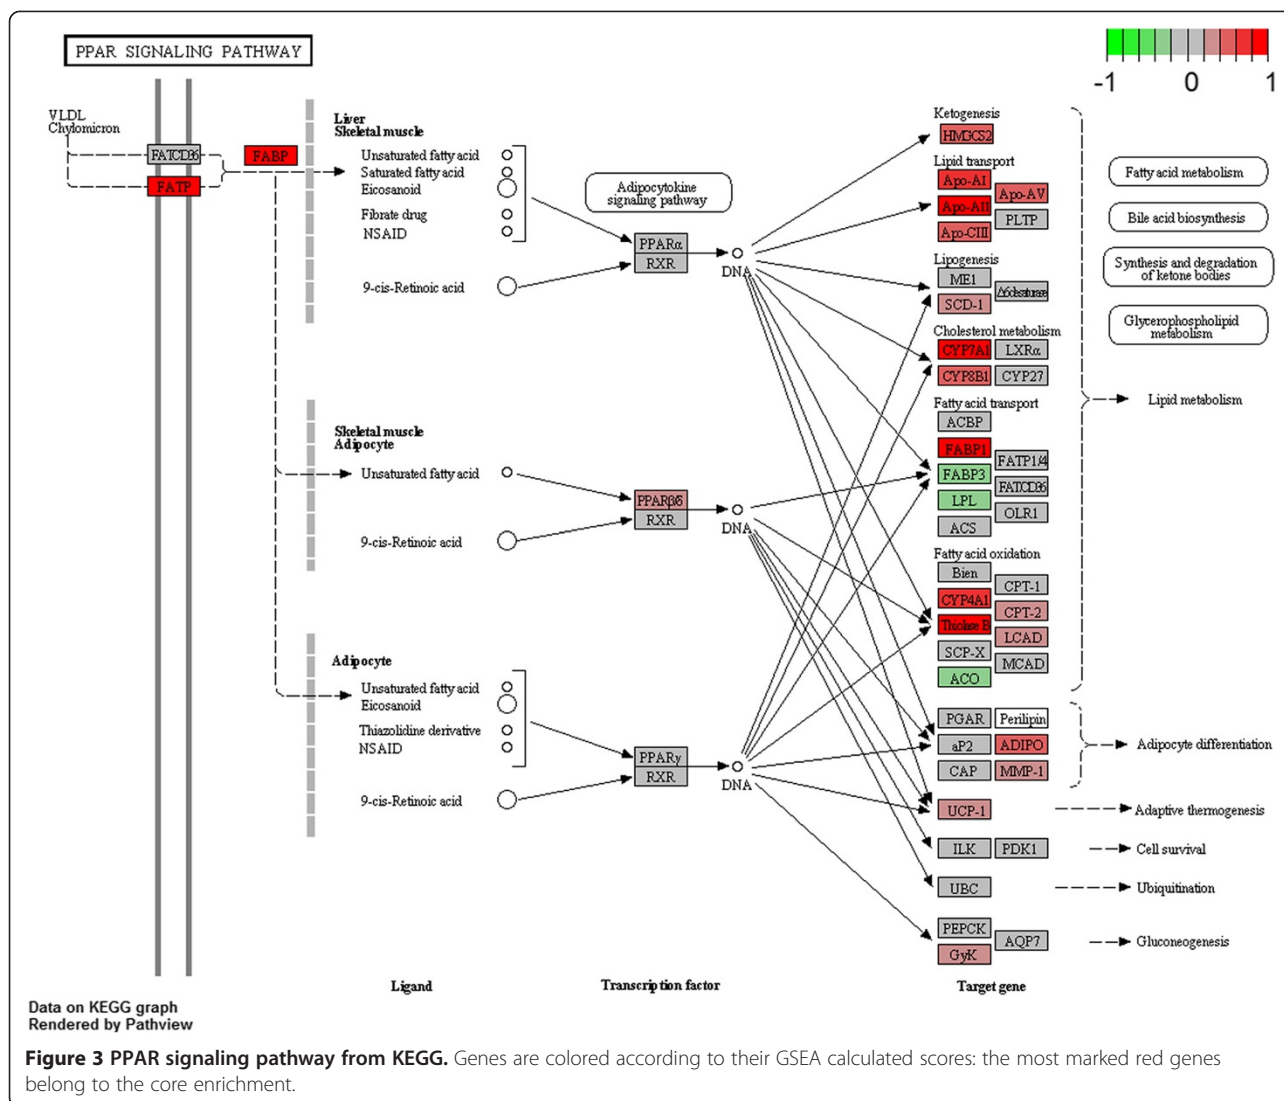 PPAR SIGNALING PATHWAY
-1 0 1
VLDL
Chylomicron
FATCD36
FABP
FATP
Liver
Skeletal muscle
Unsaturated fatty acid
Saturated fatty acid
Eicosanoid
Fibrate drug
NSAID
9-cis-Retinoic acid
Adipocytokine
signaling pathway
PPARα
RXR
DNA
Skeletal muscle
Adipocyte
Unsaturated fatty acid
9-cis-Retinoic acid
PPARβ/δ
RXR
DNA
Adipocyte
Unsaturated fatty acid
Eicosanoid
Thiazolidine derivative
NSAID
9-cis-Retinoic acid
PPARγ
RXR
DNA
Ketogenesis
HMGCS2
Lipid transport
Apo-AI
Apo-AV
Apo-AII
PLTP
Apo-CIII
Lipogenesis
ME1
Δ6desaturase
SCD-1
Cholesterol metabolism
CYP7A1
LXRα
CYP8B1
CYP27
Fatty acid transport
ACBP
FABP1
FATP1/4
FABP3
FATCD36
LPL
OLR1
ACS
Fatty acid oxidation
Bien
CPT-1
CYP4A1
CPT-2
Thiolase B
LCAD
SCP-X
MCAD
ACO
PGAR
Perilipin
aP2
ADIPO
CAP
MMP-1
UCP-1
ILK
PDK1
UBC
PEPCK
AQP7
GyK
Fatty acid metabolism
Bile acid biosynthesis
Synthesis and degradation
of ketone bodies
Glycerophospholipid
metabolism
Lipid metabolism
Adipocyte differentiation
Adaptive thermogenesis
Cell survival
Ubiquitination
Gluconeogenesis
Ligand
Transcription factor
Target gene
Data on KEGG graph
Rendered by Pathview
Figure 3 PPAR signaling pathway from KEGG. Genes are colored according to their GSEA calculated scores: the most marked red genes
belong to the core enrichment.